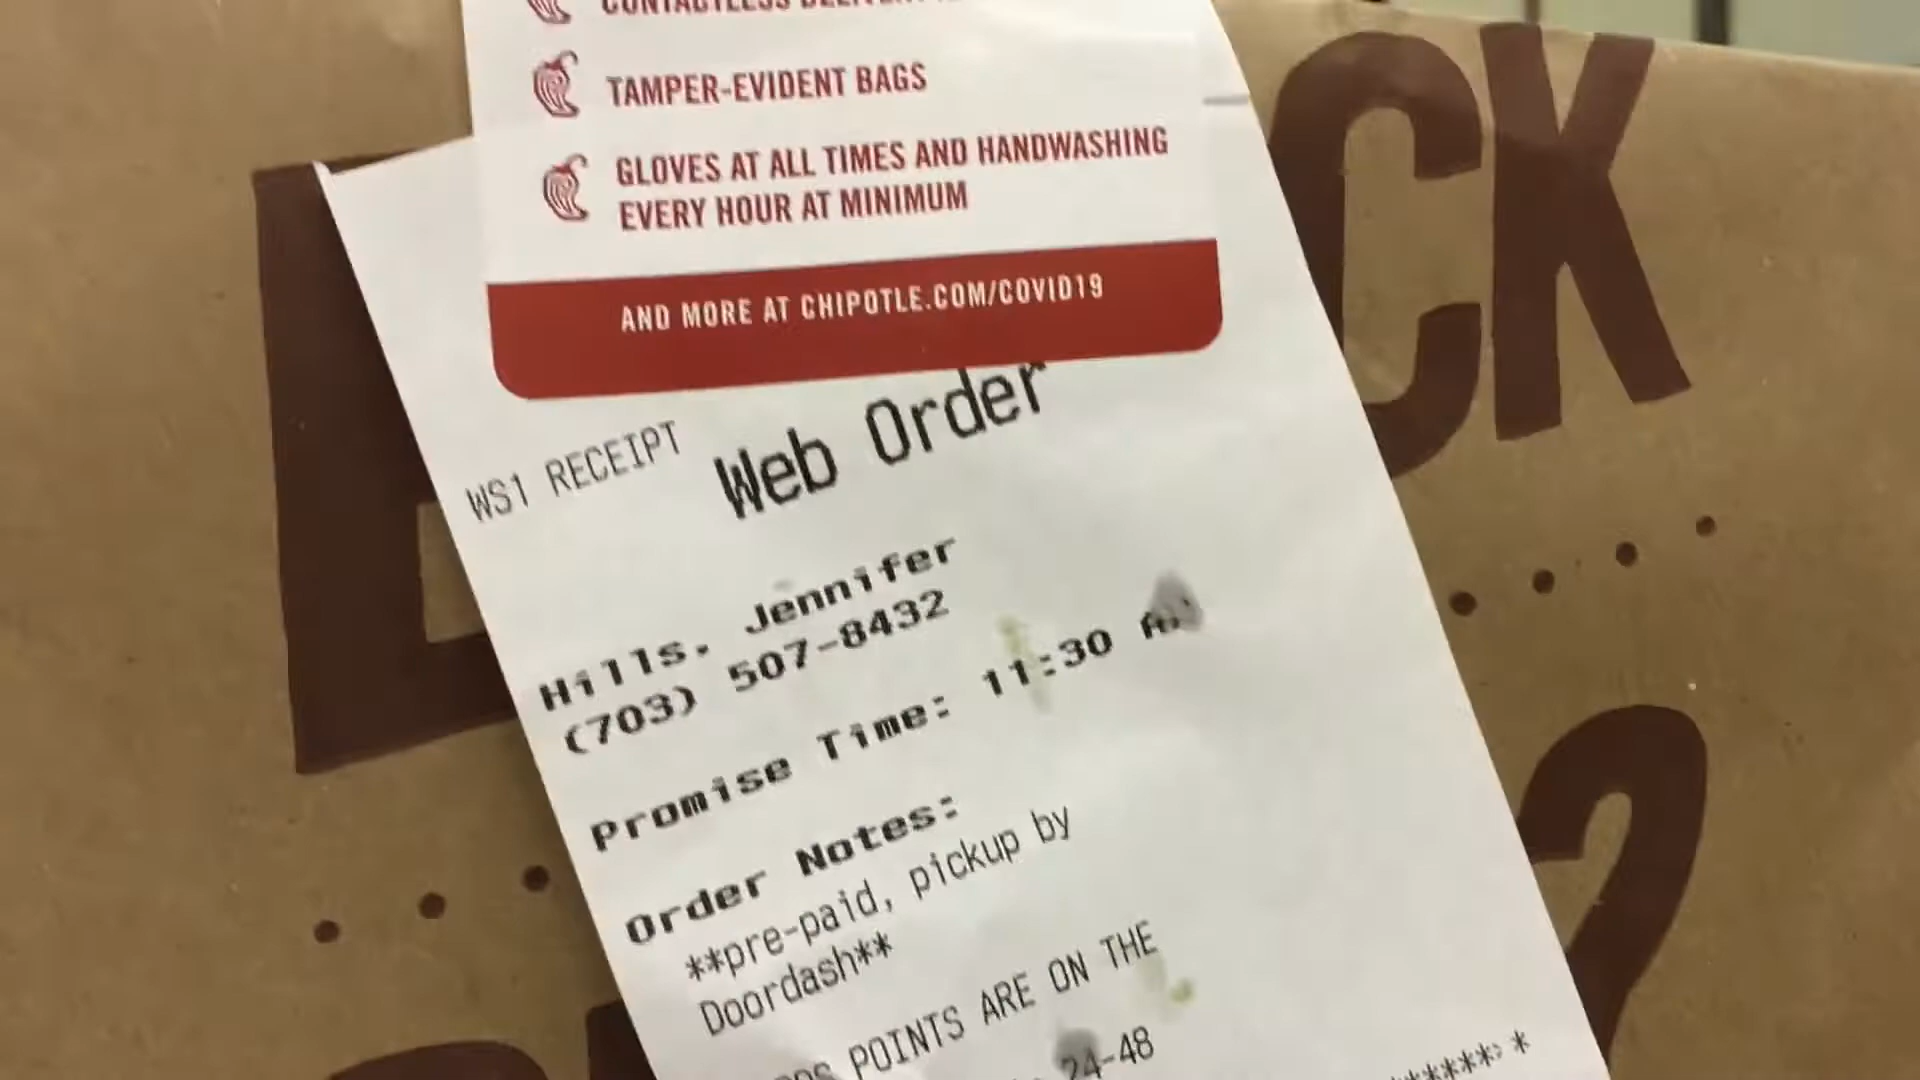 TAMPER-EVIDENT BAGS
GLOVES AT ALL TIMES AND HANDWASHING
EVERY HOUR AT MINIMUM
AND MORE AT CHIPOTLE.COM/COVID19
WS1 RECEIPT
Web Order
Hills, Jennifer
(703) 507-8432
Promise Time: 11:30
Order Notes:
**pre-paid, pickup by
Doordash**
POINTS ARE ON THE
24-48
CK
?